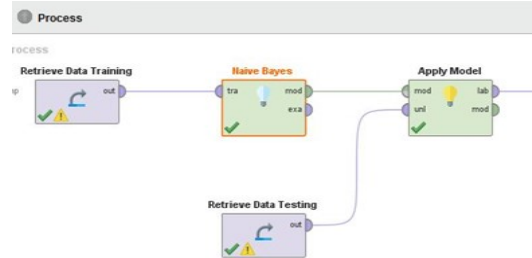 Process
rocess
Retrieve Data Training
out
Naive Bayes
tra
mod
exa
Apply Model
mod
lab
unl
mod
Retrieve Data Testing
out